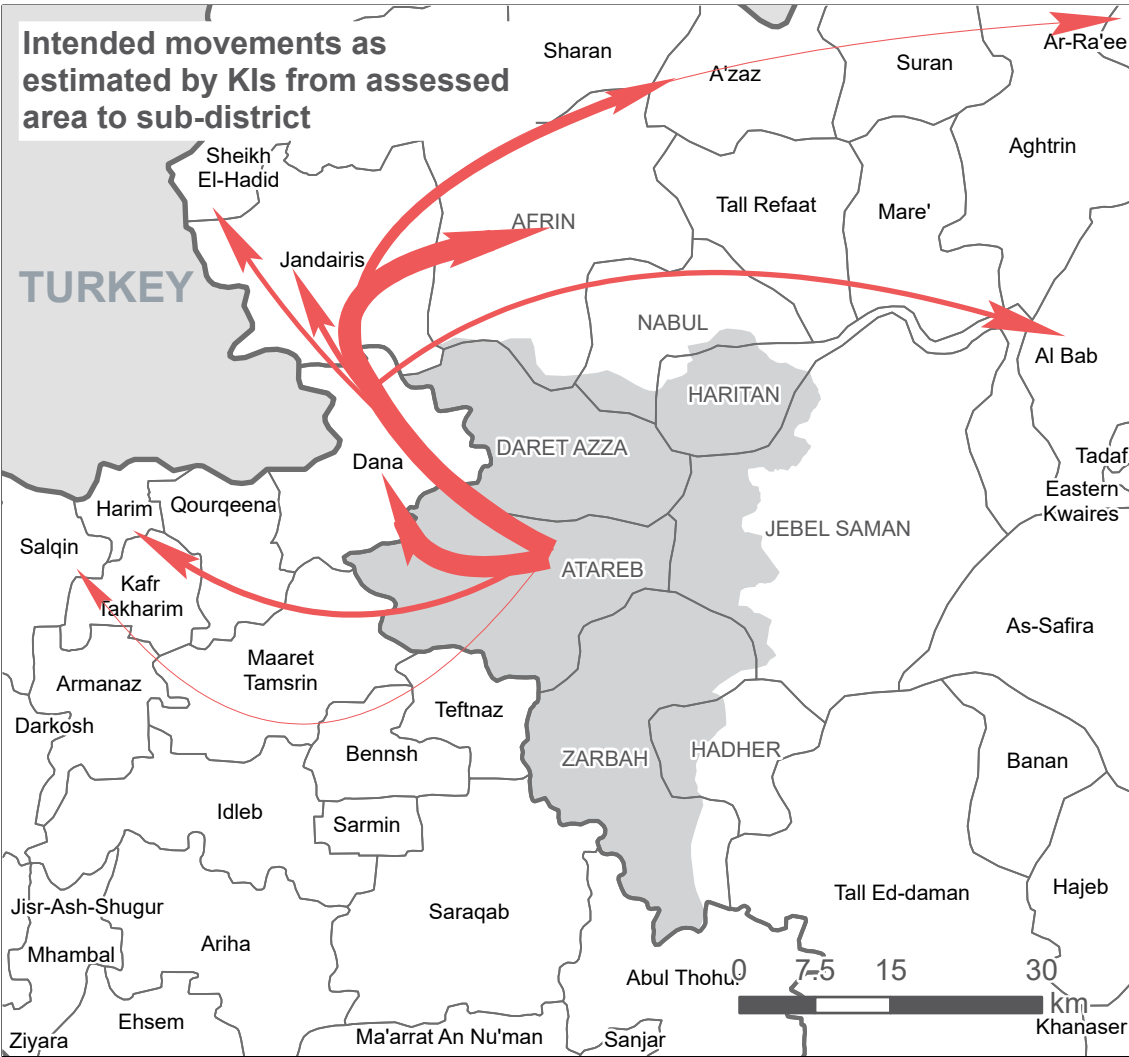 Intended movements as
estimated by KIs from assessed
area to sub-district
Sharan
A'zaz
Suran
Ar-Ra'ee
Sheikh
El-Hadid
Aghtrin
Tall Refaat
Mare'
AFRIN
Jandairis
TURKEY
NABUL
Al Bab
HARITAN
DARET AZZA
Dana
Tadaf
Eastern
Kwaires
Harim
Qourqeena
JEBEL SAMAN
Salqin
ATAREB
Kafr
Takharim
As-Safira
Maaret
Tamsrin
Armanaz
Teftnaz
Darkosh
Bennsh
ZARBAH
HADHER
Banan
Idleb
Sarmin
Tall Ed-daman
Hajeb
Jisr-Ash-Shugur
Saraqab
Ariha
Mhambal
Abul Thohur
0 7.5 15 30
km
Ehsem
Khanaser
Ziyara
Ma'arrat An Nu'man
Sanjar